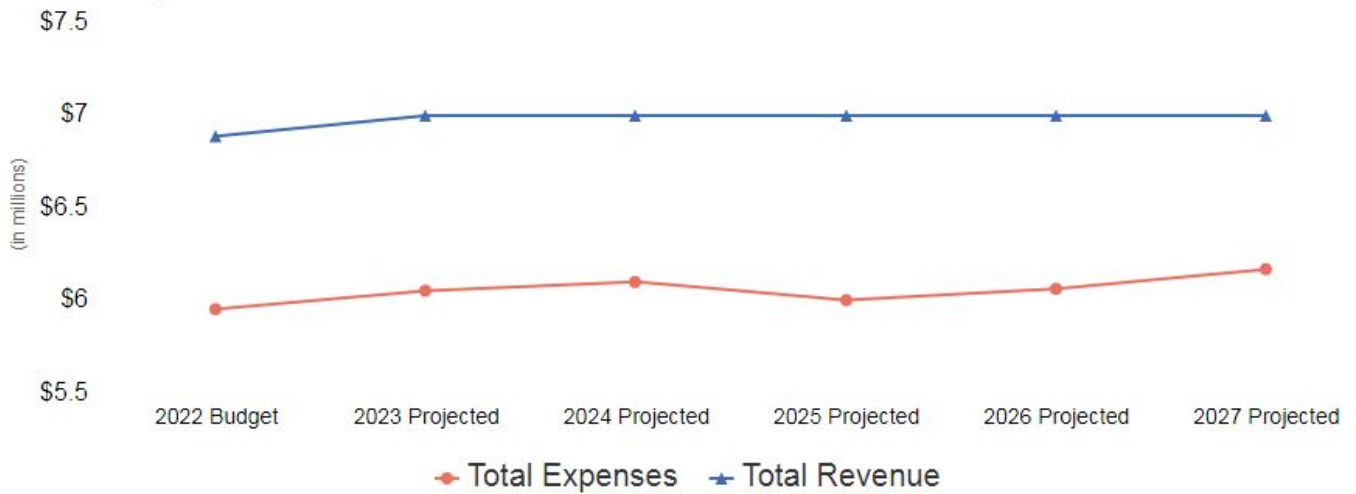 $7.5
$7
$6.5
$6
$5.5
(in millions)
2022 Budget 2023 Projected 2024 Projected 2025 Projected 2026 Projected 2027 Projected
Total Expenses Total Revenue